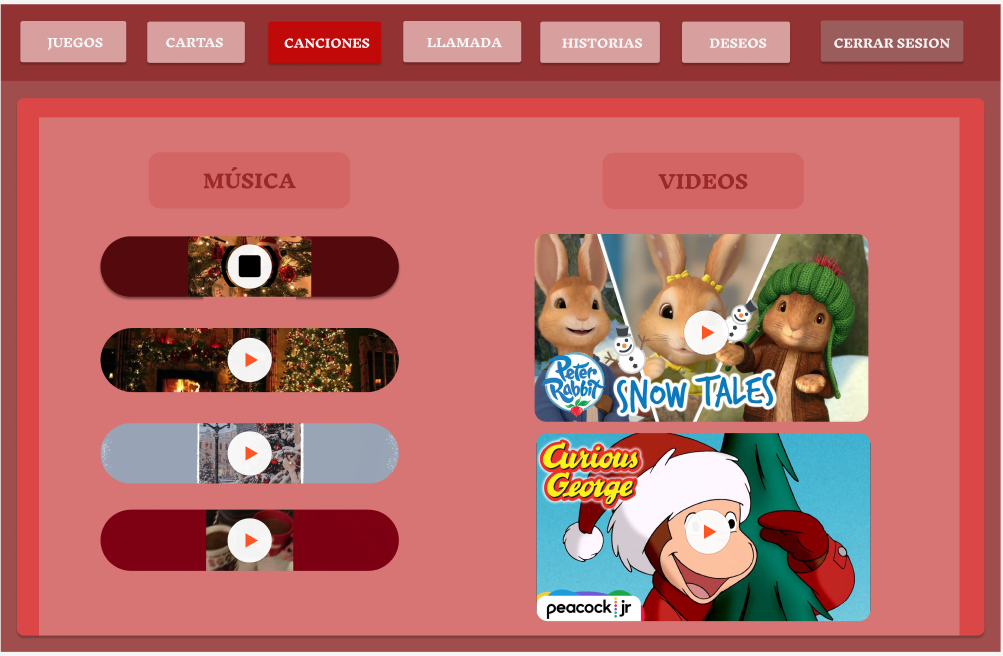 JUEGOS
CARTAS
CANCIONES
LLAMADA
HISTORIAS
DESEOS
CERRAR SESION
MÚSICA
VIDEOS
Peter
Rabbit
SNOW TALES
Curious
George
peacock jr